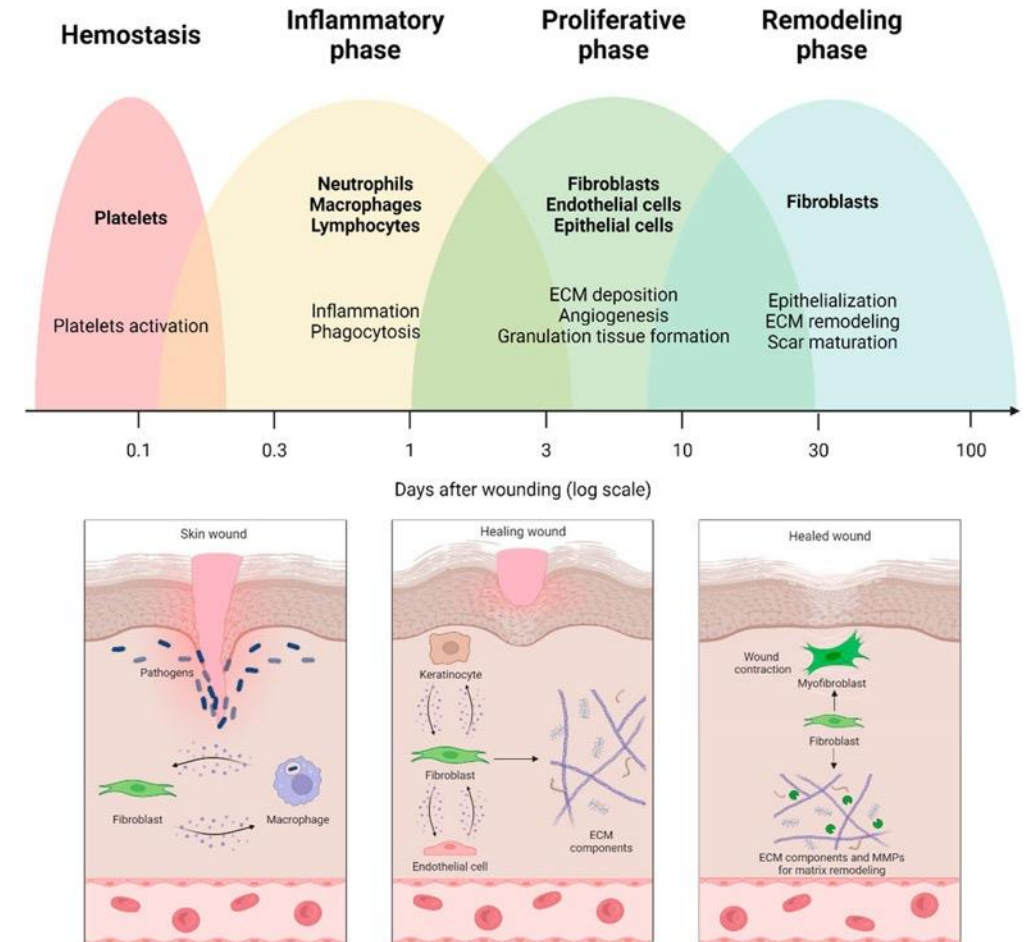 Hemostasis
Inflammatory
phase
Proliferative
phase
Remodeling
phase
Platelets
Neutrophils
Macrophages
Lymphocytes
Fibroblasts
Endothelial cells
Epithelial cells
Fibroblasts
Platelets activation
Inflammation
Phagocytosis
ECM deposition
Angiogenesis
Granulation tissue formation
Epithelialization
ECM remodeling
Scar maturation
0.1
0.3
1
3
10
30
100
Days after wounding (log scale)
Skin wound
Pathogens
Fibroblast
Macrophage
Healing wound
Keratinocyte
Fibroblast
Endothelial cell
ECM
components
Healed wound
Wound
contraction
Myofibroblast
Fibroblast
ECM components and MMPs
for matrix remodeling